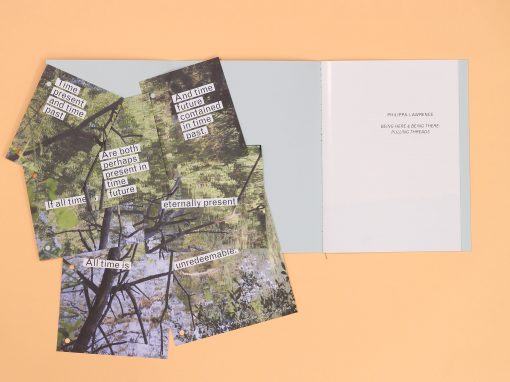 Time
present
and time
past
And time
future
contained
in time
past.
Are both
perhaps
present in
time
future
If all time
eternally present
All time is
unredeemable.
PHILIPPA LAWRENCE
BEING HERE & BEING THERE:
PULLING THREADS